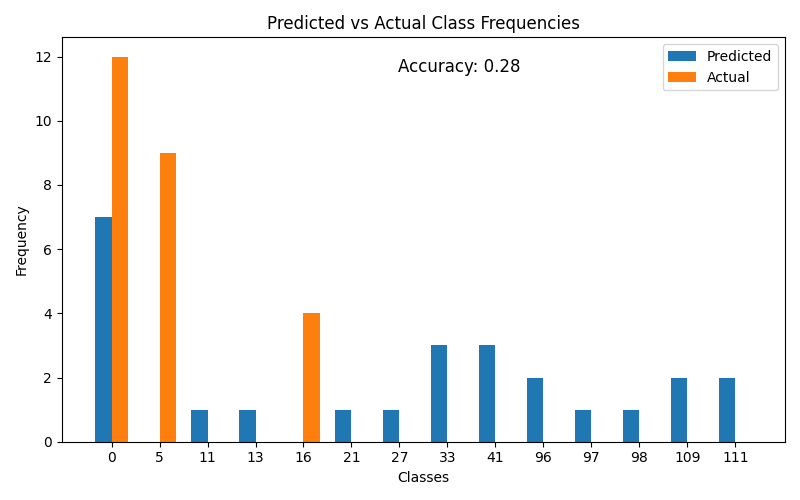 Predicted vs Actual Class Frequencies
Accuracy: 0.28
Predicted
Actual
Frequency
12
10
8
6
4
2
0
0 5 11 13 16 21 27 33 41 96 97 98 109 111
Classes